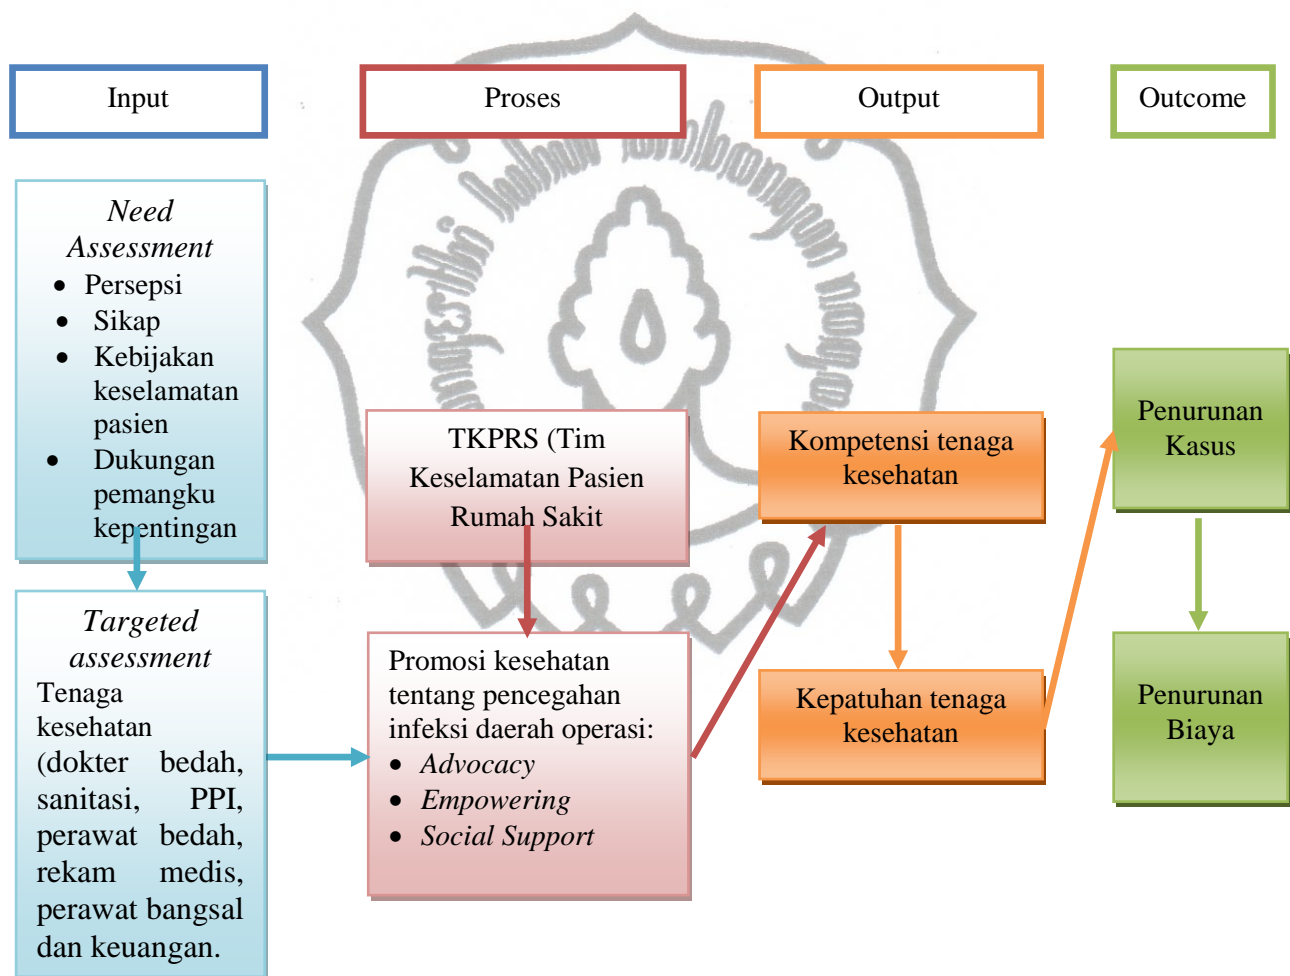 Input
Proses
Output
Outcome
Need
Assessment
• Persepsi
• Sikap
• Kebijakan
keselamatan
pasien
• Dukungan
pemangku
kepentingan
Targeted
assessment
Tenaga
kesehatan
(dokter bedah,
sanitasi, PPI,
perawat bedah,
rekam medis,
perawat bangsal
dan keuangan.
TKPRS (Tim
Keselamatan Pasien
Rumah Sakit
Promosi kesehatan
tentang pencegahan
infeksi daerah operasi:
• Advocacy
• Empowering
• Social Support
Kompetensi tenaga
kesehatan
Kepatuhan tenaga
kesehatan
Penurunan
Kasus
Penurunan
Biaya